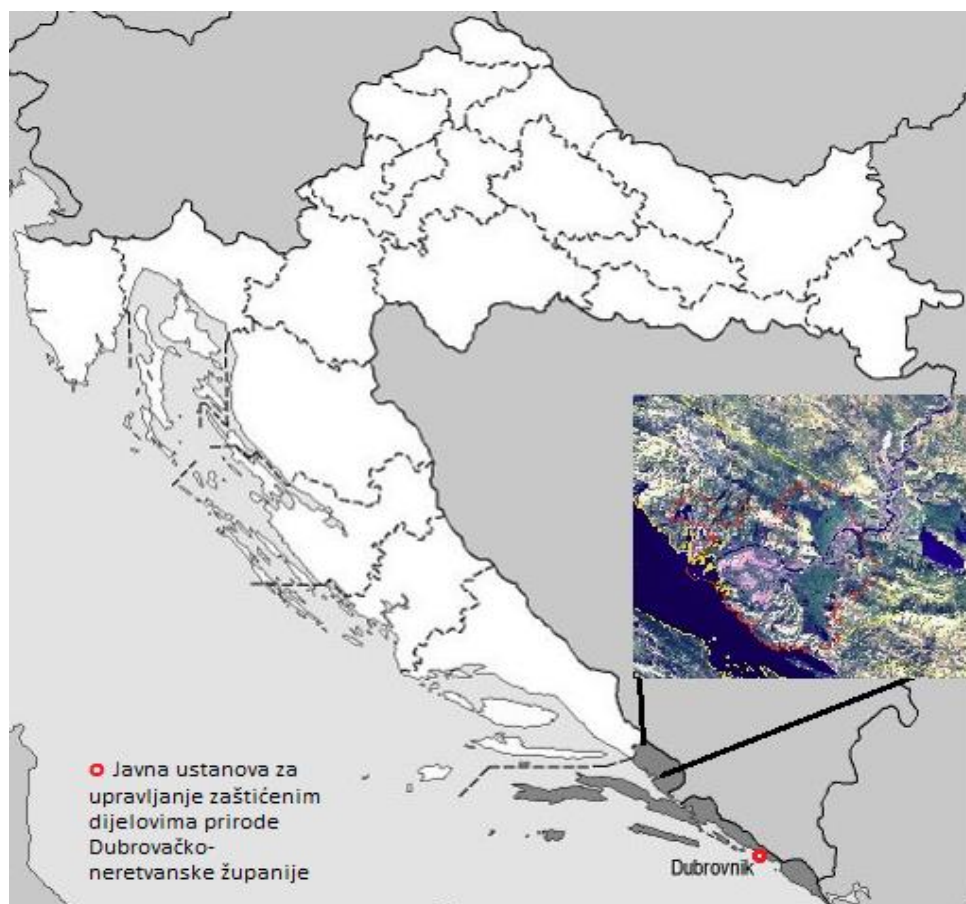 Javna ustanova za
upravljanje zaštićenim
dijelovima prirode
Dubrovačko-
neretvanske županije
Dubrovnik